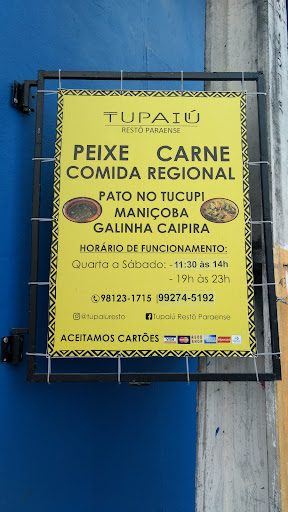 TUPAIÚ
RESTÔ PARAENSE
PEIXE CARNE
COMIDA REGIONAL
PATO NO TUCUPI
MANIÇOBA
GALINHA CAIPIRA
HORÁRIO DE FUNCIONAMENTO:
Quarta a Sábado: - 11:30 às 14h
- 19h às 23h
98123-1715 |99274-5192
@tupaiuresto Tupaiú Restô Paraense
ACEITAMOS CARTÕES